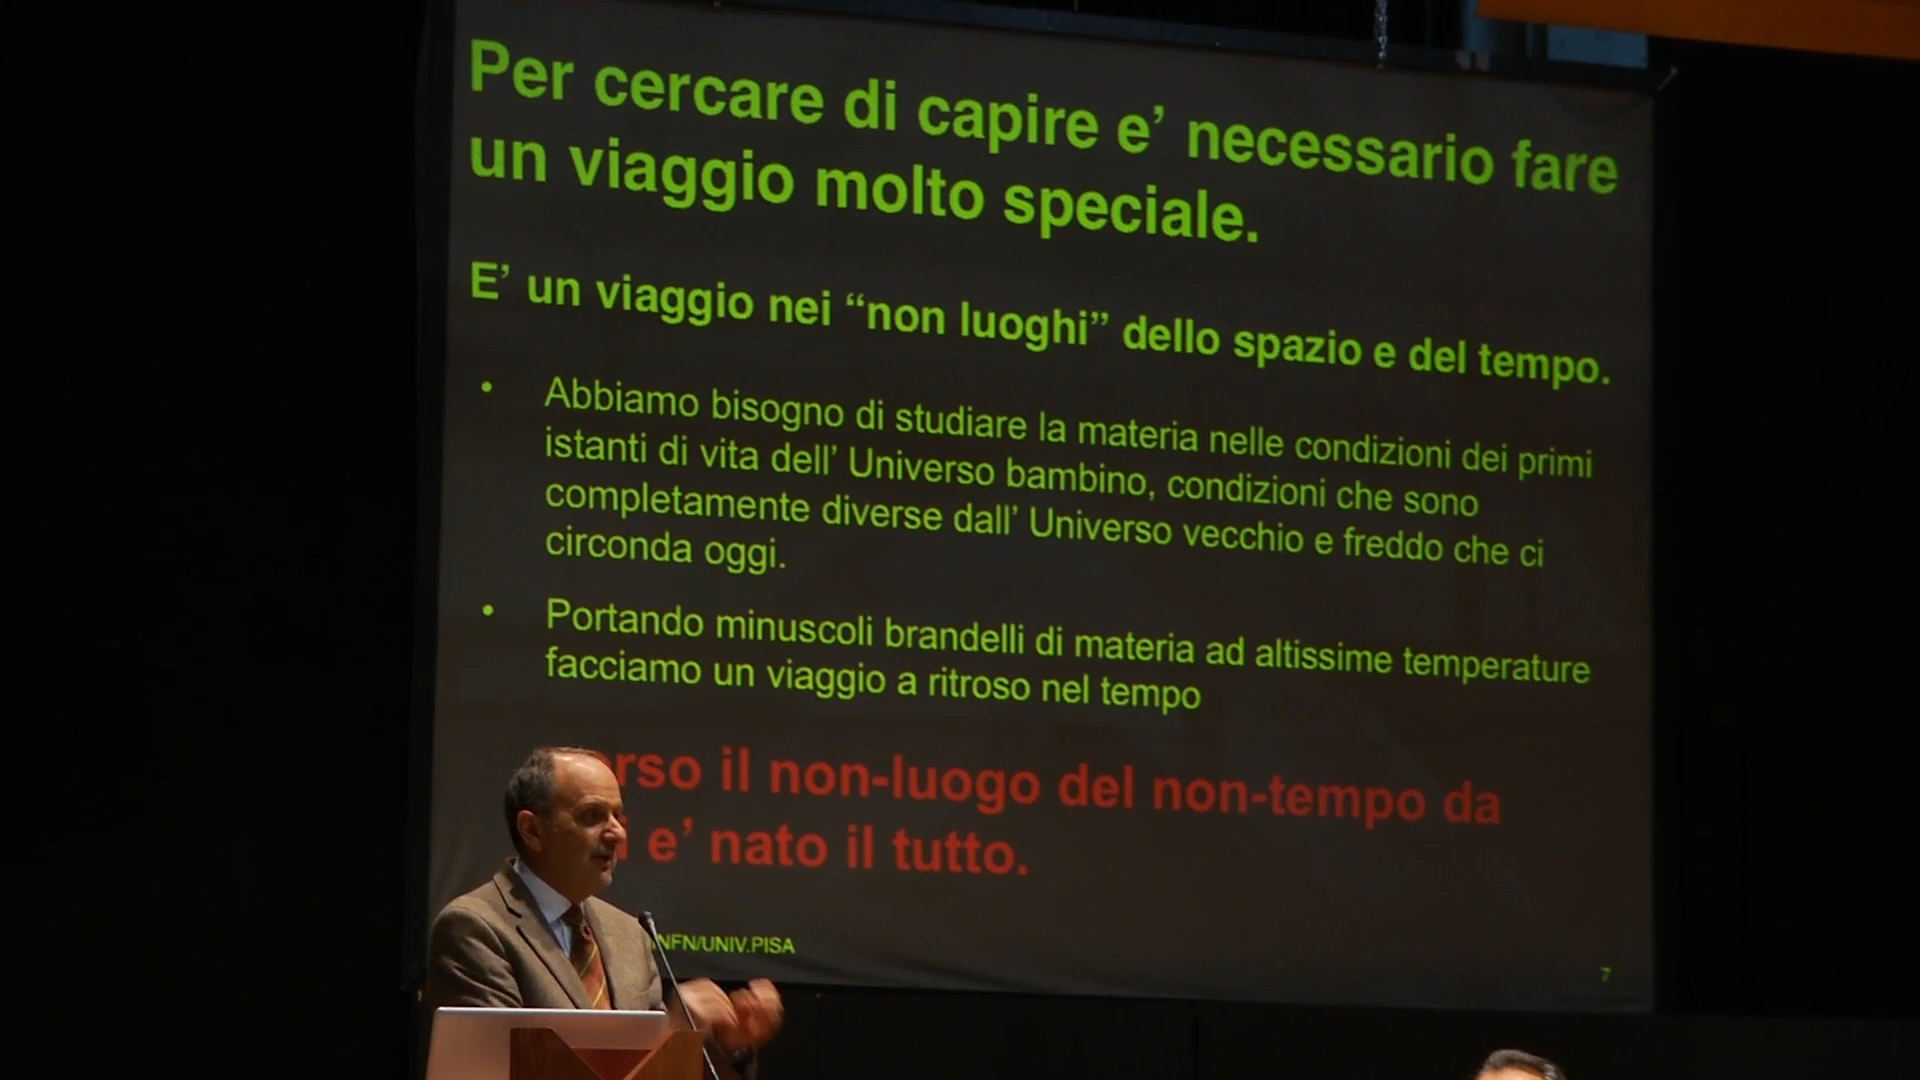 Per cercare di capire e’ necessario fare
un viaggio molto speciale.
E’ un viaggio nei “non luoghi” dello spazio e del tempo.
• Abbiamo bisogno di studiare la materia nelle condizioni dei primi
istanti di vita dell’ Universo bambino, condizioni che sono
completamente diverse dall’ Universo vecchio e freddo che ci
circonda oggi.
• Portando minuscoli brandelli di materia ad altissime temperature
facciamo un viaggio a ritroso nel tempo
il non-luogo del non-tempo da
e’ nato il tutto.
INFN/UNIV.PISA
7